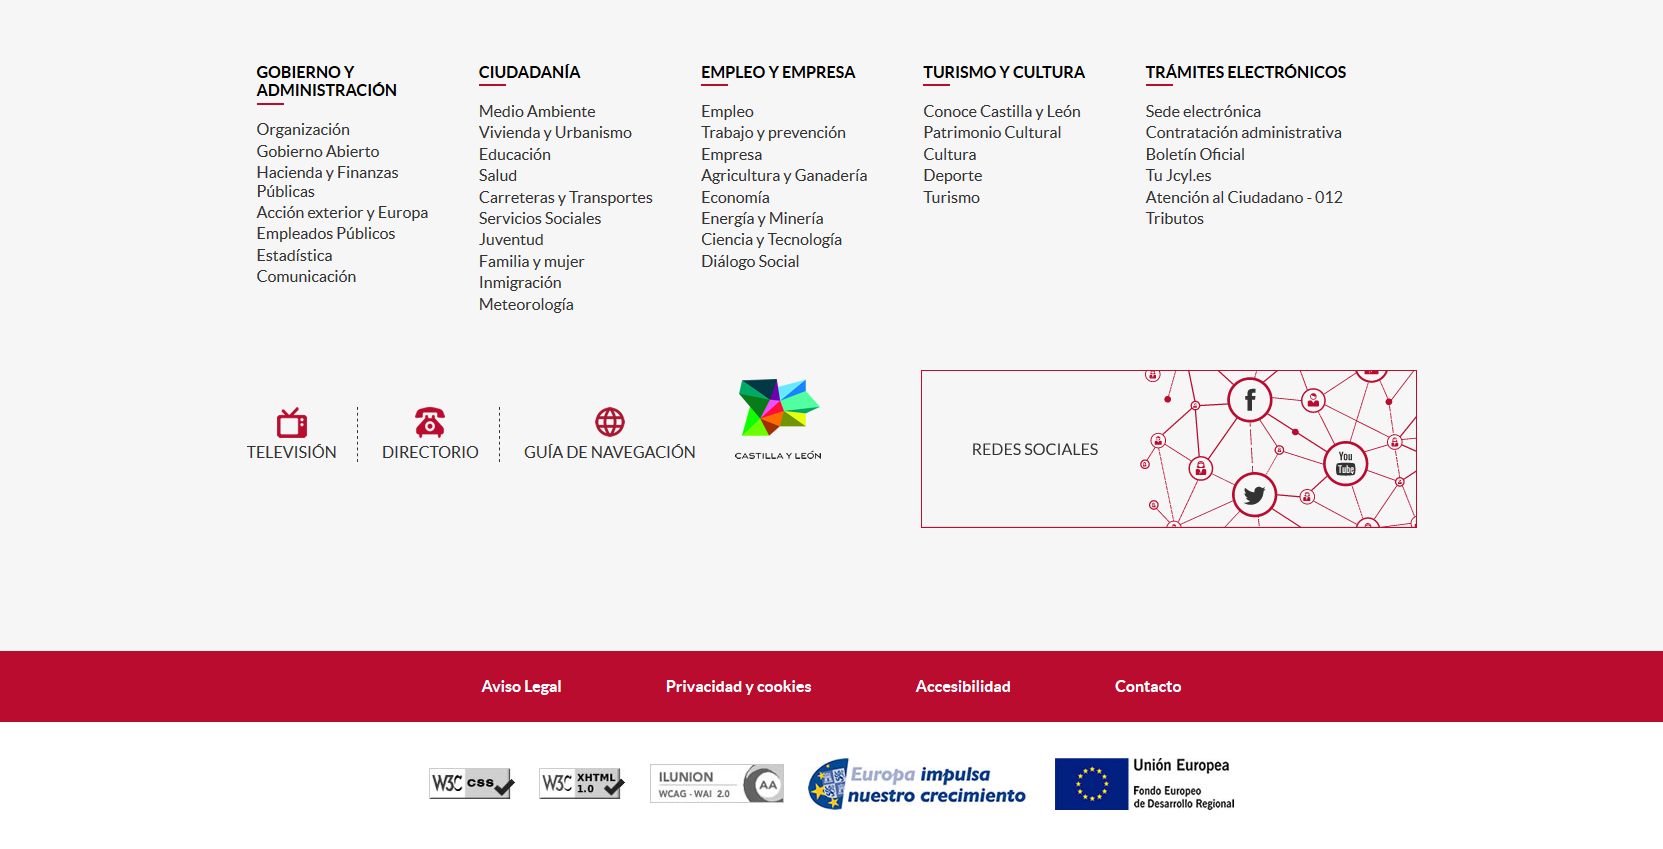 GOBIERNO Y
ADMINISTRACIÓN
Organización
Gobierno Abierto
Hacienda y Finanzas
Públicas
Acción exterior y Europa
Empleados Públicos
Estadística
Comunicación
CIUDADANÍA
Medio Ambiente
Vivienda y Urbanismo
Educación
Salud
Carreteras y Transportes
Servicios Sociales
Juventud
Familia y mujer
Inmigración
Meteorología
EMPLEO Y EMPRESA
Empleo
Trabajo y prevención
Empresa
Agricultura y Ganadería
Economía
Energía y Minería
Ciencia y Tecnología
Diálogo Social
TURISMO Y CULTURA
Conoce Castilla y León
Patrimonio Cultural
Cultura
Deporte
Turismo
TRÁMITES ELECTRÓNICOS
Sede electrónica
Contratación administrativa
Boletín Oficial
Tu Jcyl.es
Atención al Ciudadano - 012
Tributos
TELEVISIÓN
DIRECTORIO
GUÍA DE NAVEGACIÓN
CASTILLA Y LEÓN
REDES SOCIALES
f
You
Tube
Aviso Legal
Privacidad y cookies
Accesibilidad
Contacto
W3C CSS
W3C XHTML
1.0
ILUNION
WCAG - WAI 2.0
AA
Europa impulsa
nuestro crecimiento
Unión Europea
Fondo Europeo
de Desarrollo Regional